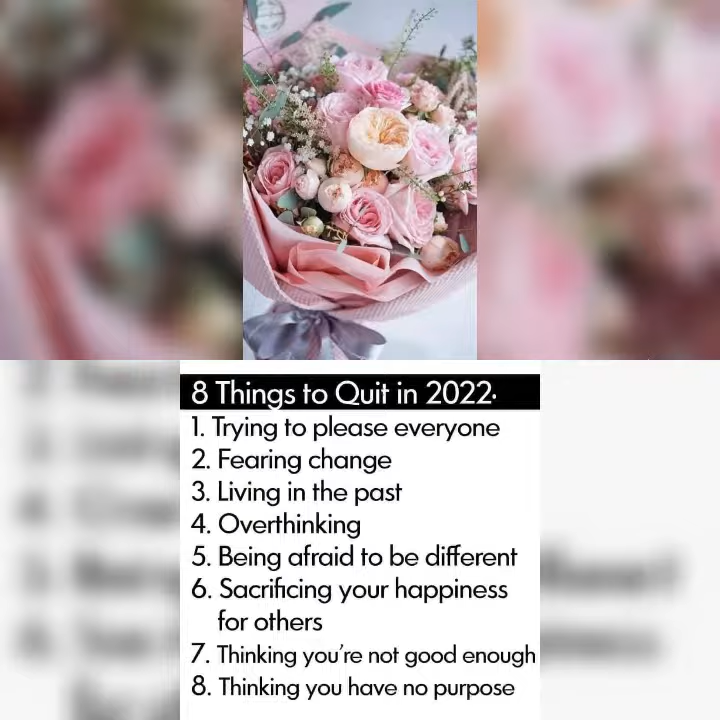 8 Things to Quit in 2022.
1. Trying to please everyone
2. Fearing change
3. Living in the past
4. Overthinking
5. Being afraid to be different
6. Sacrificing your happiness
for others
7. Thinking you’re not good enough
8. Thinking you have no purpose